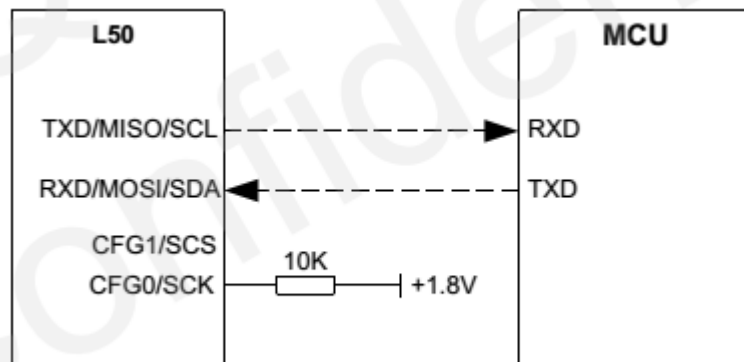 L50 MCU
TXD/MISO/SCL RXD
RXD/MOSI/SDA TXD
CFG1/SCS
10K
CFG0/SCK +1.8V